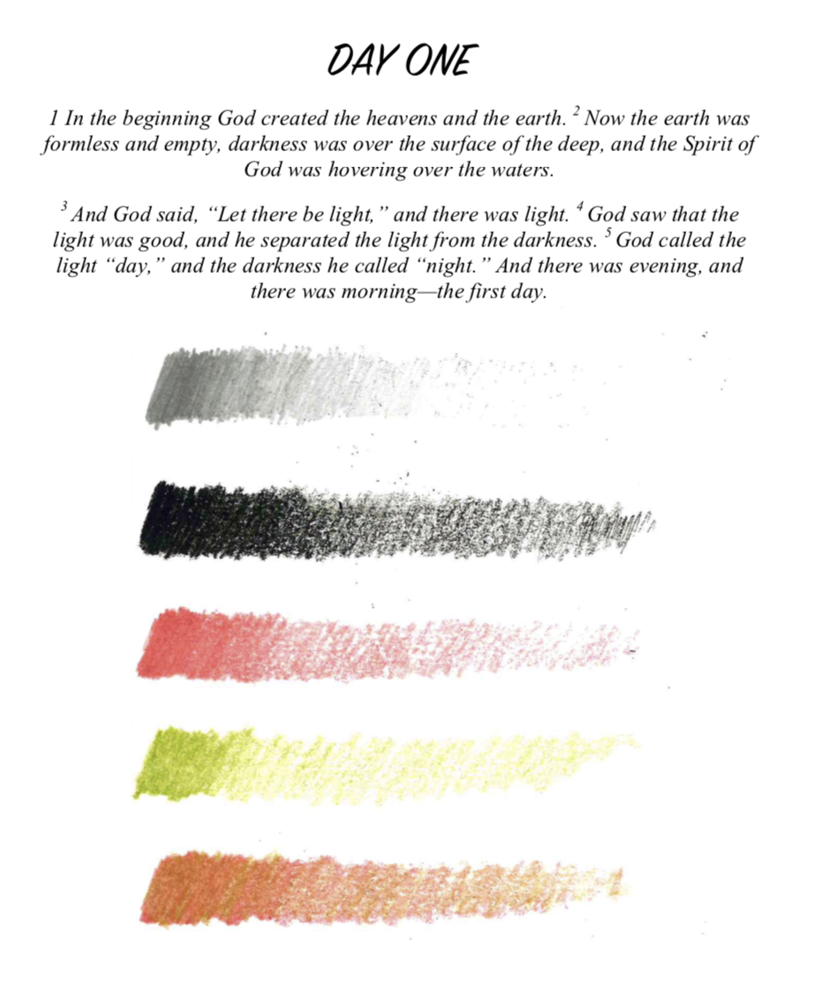 DAY ONE
1 In the beginning God created the heavens and the earth. 2 Now the earth was
formless and empty, darkness was over the surface of the deep, and the Spirit of
God was hovering over the waters.
3 And God said, “Let there be light,” and there was light. 4 God saw that the
light was good, and he separated the light from the darkness. 5 God called the
light “day,” and the darkness he called “night.” And there was evening, and
there was morning—the first day.